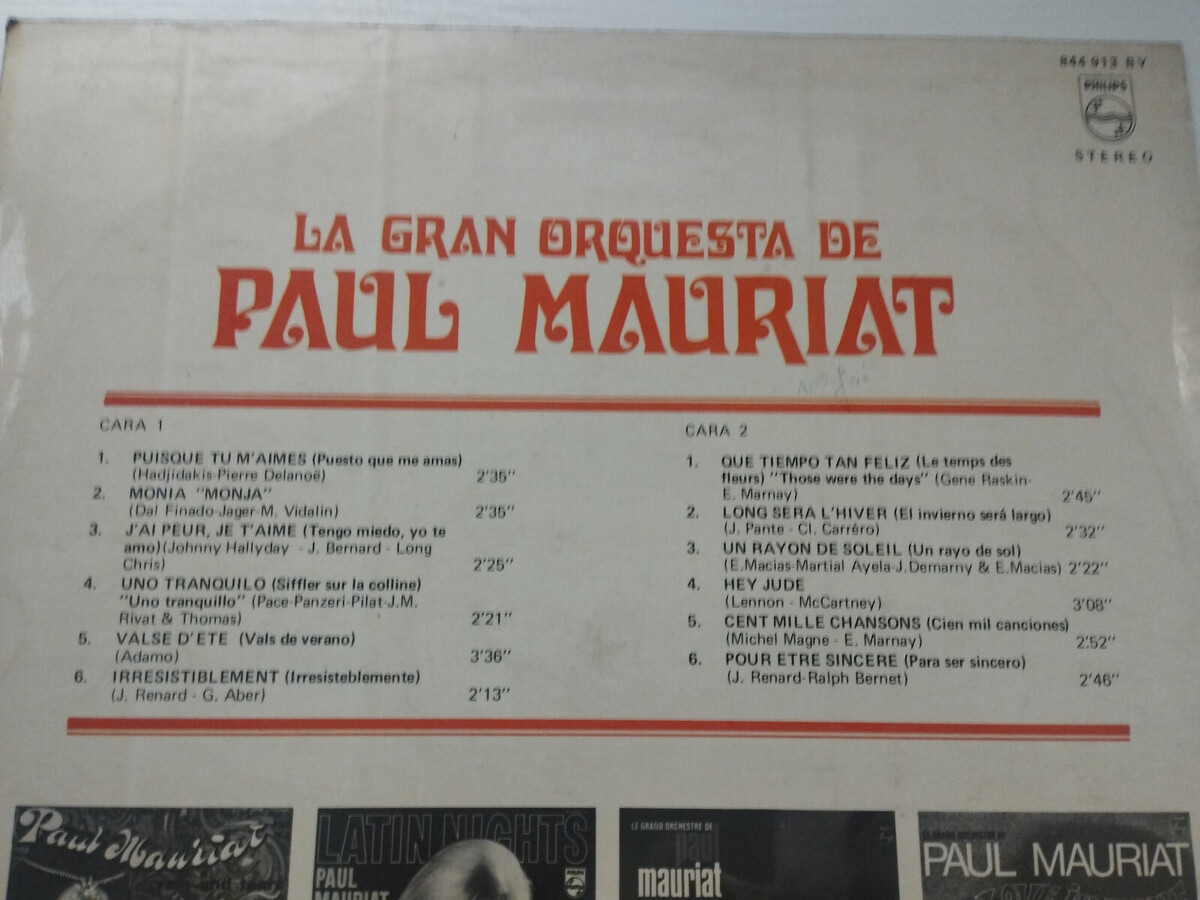 844 913 BY
PHILIPS
STEREO
LA GRAN ORQUESTA DE
PAUL MAURIAT
CARA 1
1. PUISQUE TU M'AIMES (Puesto que me amas)
(Hadjidakis-Pierre Delanoë) 2'35"
2. MONIA "MONJA"
(Dal Finado-Jager-M. Vidalin) 2'35"
3. J'AI PEUR, JE T'AIME (Tengo miedo, yo te
amo)(Johnny Hallyday - J. Bernard - Long
Chris) 2'25"
4. UNO TRANQUILO (Siffler sur la colline)
"Uno tranquillo" (Pace-Panzeri-Pilat-J.M.
Rivat & Thomas) 2'21"
5. VALSE D'ETE (Vals de verano)
(Adamo) 3'36"
6. IRRESISTIBLEMENT (Irresisteblemente)
(J. Renard - G. Aber) 2'13"
CARA 2
1. QUE TIEMPO TAN FELIZ (Le temps des
fleurs) "Those were the days" (Gene Raskin-
E. Marnay) 2'45"
2. LONG SERA L'HIVER (El invierno será largo)
(J. Pante - Cl. Carrèro) 2'32"
3. UN RAYON DE SOLEIL (Un rayo de sol)
(E.Macias-Martial Ayela-J.Demarny & E.Macias) 2'22"
4. HEY JUDE
(Lennon - McCartney) 3'08"
5. CENT MILLE CHANSONS (Cien mil canciones)
(Michel Magne - E. Marnay) 2:52"
6. POUR ETRE SINCERE (Para ser sincero)
(J. Renard-Ralph Bernet) 2'46"
Paul Mauriat
rain and tears
LATIN NIGHTS
PAUL
MAURIAT
LE GRAND ORCHESTRE DE
paul
mauriat
LE GRAND ORCHESTRE DE
PAUL MAURIAT